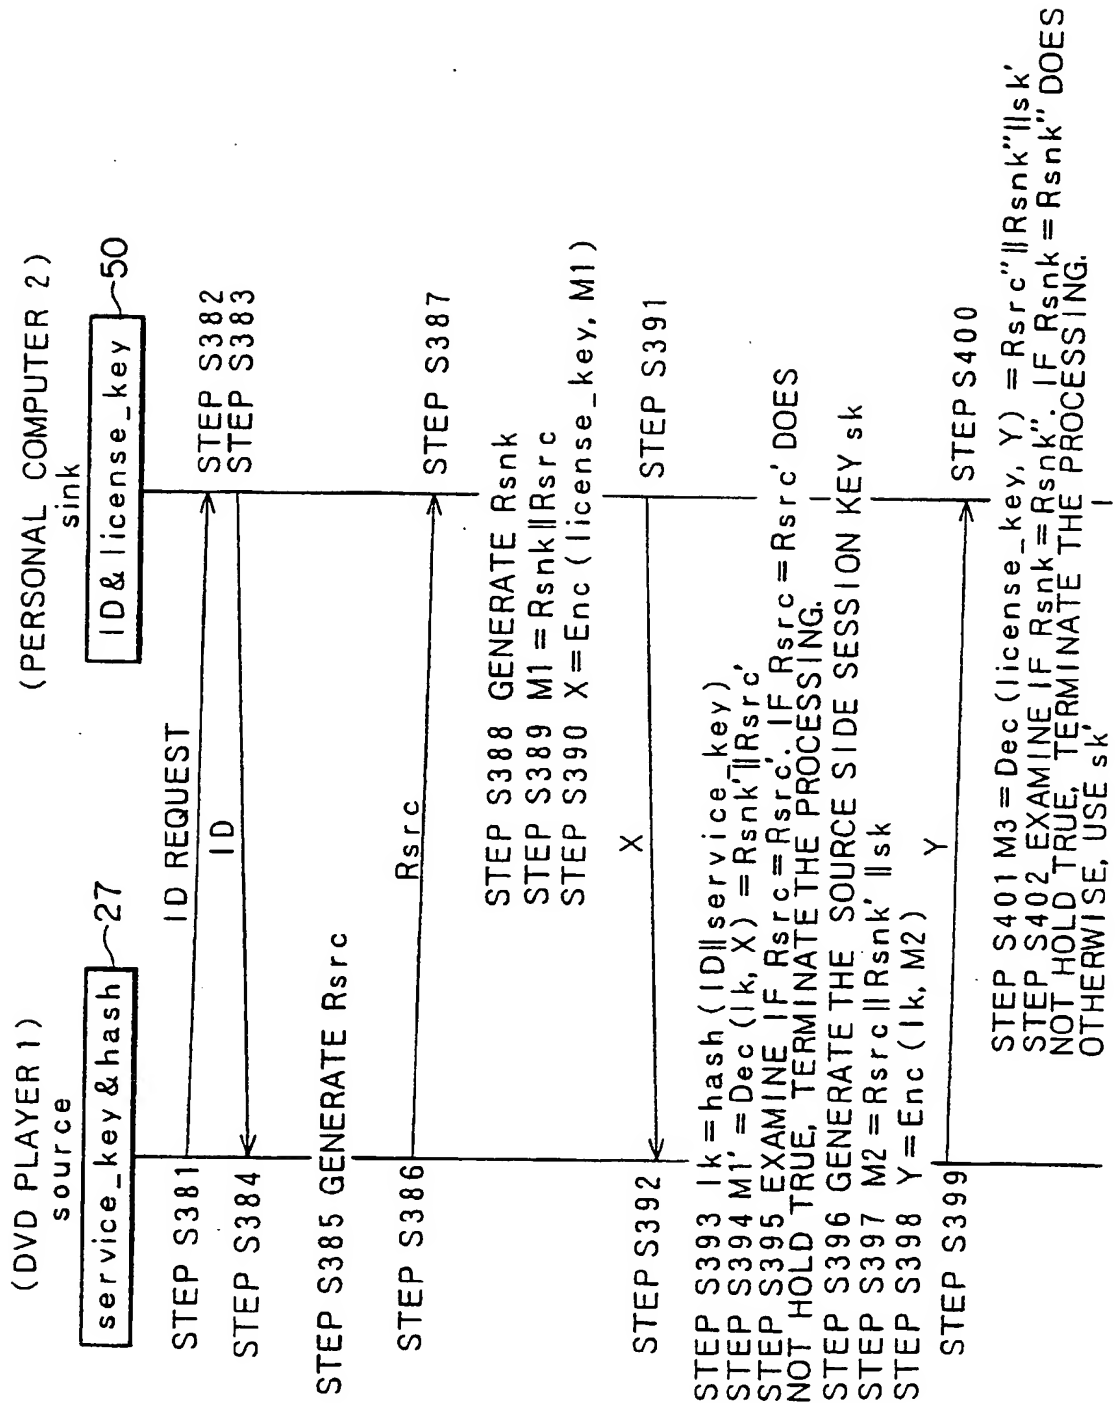 (DVD PLAYER 1)
source
service_key & hash
27
(PERSONAL COMPUTER 2)
sink
ID & license_key
50
STEP S381
ID REQUEST
STEP S382
STEP S383
ID
STEP S384
STEP S385 GENERATE Rsrc
STEP S386
Rsrc
STEP S387
STEP S388 GENERATE Rsnk
STEP S389 M1=Rsnk||Rsrc
STEP S390 X=Enc(license_key, M1)
STEP S391
X
STEP S392
STEP S393 lk=hash(ID||service_key)
STEP S394 M1'=Dec(lk, X)=Rsnk'||Rsrc'
STEP S395 EXAMINE IF Rsrc=Rsrc'. IF Rsrc=Rsrc' DOES
NOT HOLD TRUE, TERMINATE THE PROCESSING.
STEP S396 GENERATE THE SOURCE SIDE SESSION KEY sk
STEP S397 M2=Rsrc||Rsnk'||sk
STEP S398 Y=Enc(lk, M2)
STEP S399
Y
STEP S400
STEP S401 M3=Dec(license_key, Y)=Rsrc"||Rsnk"||sk'
STEP S402 EXAMINE IF Rsnk=Rsnk". IF Rsnk=Rsnk" DOES
NOT HOLD TRUE, TERMINATE THE PROCESSING.
OTHERWISE, USE sk'